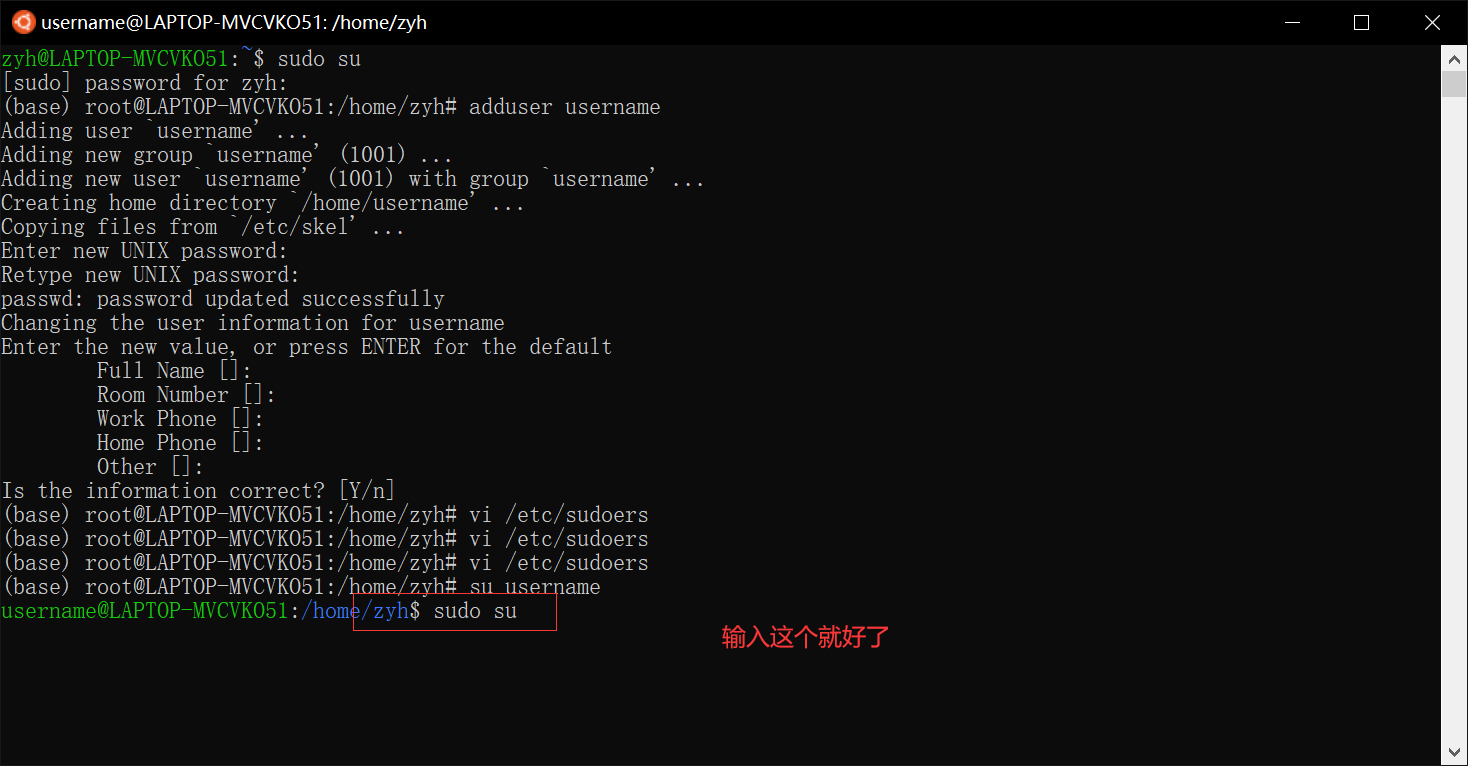 username@LAPTOP-MVCVKO51: /home/zyh
zyh@LAPTOP-MVCVKO51:~$ sudo su
[sudo] password for zyh:
(base) root@LAPTOP-MVCVKO51:/home/zyh# adduser username
Adding user `username' ...
Adding new group `username' (1001) ...
Adding new user `username' (1001) with group `username' ...
Creating home directory `/home/username' ...
Copying files from `/etc/skel' ...
Enter new UNIX password:
Retype new UNIX password:
passwd: password updated successfully
Changing the user information for username
Enter the new value, or press ENTER for the default
Full Name []:
Room Number []:
Work Phone []:
Home Phone []:
Other []:
Is the information correct? [Y/n]
(base) root@LAPTOP-MVCVKO51:/home/zyh# vi /etc/sudoers
(base) root@LAPTOP-MVCVKO51:/home/zyh# vi /etc/sudoers
(base) root@LAPTOP-MVCVKO51:/home/zyh# vi /etc/sudoers
(base) root@LAPTOP-MVCVKO51:/home/zyh# su username
username@LAPTOP-MVCVKO51:/home/zyh$ sudo su
输入这个就好了